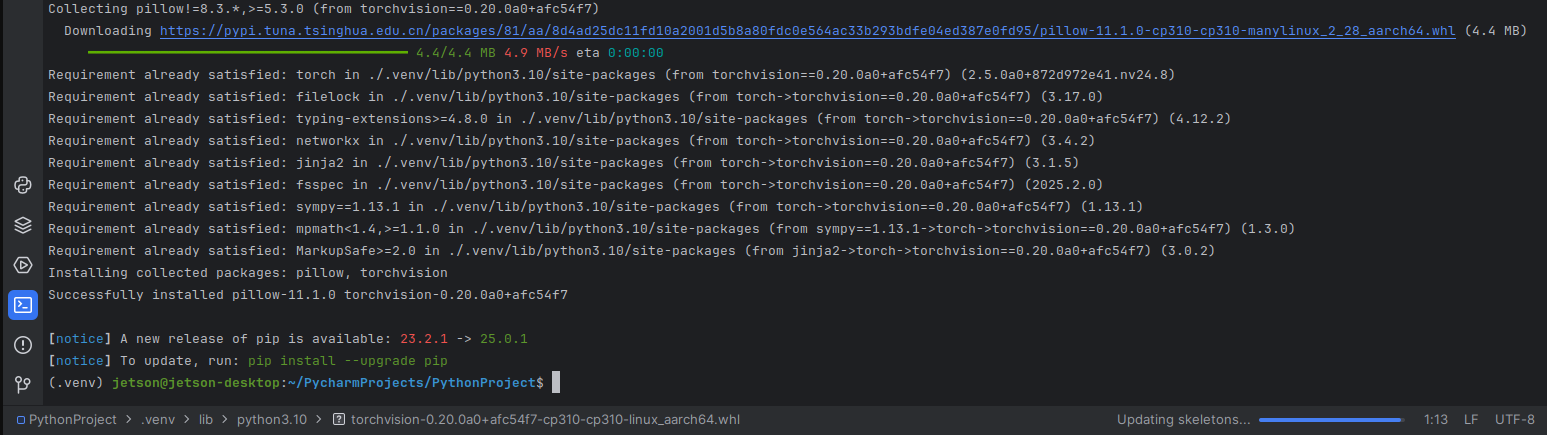 Collecting pillow!=8.3.*,>=5.3.0 (from torchvision==0.20.0a0+afc54f7)
Downloading https://pypi.tuna.tsinghua.edu.cn/packages/81/aa/8d4ad25dc11fd10a2001d5b8a80fdc0e564ac33b293bdfe04ed387e0fd95/pillow-11.1.0-cp310-cp310-manylinux_2_28_aarch64.whl (4.4 MB)
4.4/4.4 MB 4.9 MB/s eta 0:00:00
Requirement already satisfied: torch in ./.venv/lib/python3.10/site-packages (from torchvision==0.20.0a0+afc54f7) (2.5.0a0+872d972e41.nv24.8)
Requirement already satisfied: filelock in ./.venv/lib/python3.10/site-packages (from torch->torchvision==0.20.0a0+afc54f7) (3.17.0)
Requirement already satisfied: typing-extensions>=4.8.0 in ./.venv/lib/python3.10/site-packages (from torch->torchvision==0.20.0a0+afc54f7) (4.12.2)
Requirement already satisfied: networkx in ./.venv/lib/python3.10/site-packages (from torch->torchvision==0.20.0a0+afc54f7) (3.4.2)
Requirement already satisfied: jinja2 in ./.venv/lib/python3.10/site-packages (from torch->torchvision==0.20.0a0+afc54f7) (3.1.5)
Requirement already satisfied: fsspec in ./.venv/lib/python3.10/site-packages (from torch->torchvision==0.20.0a0+afc54f7) (2025.2.0)
Requirement already satisfied: sympy==1.13.1 in ./.venv/lib/python3.10/site-packages (from torch->torchvision==0.20.0a0+afc54f7) (1.13.1)
Requirement already satisfied: mpmath<1.4,>=1.1.0 in ./.venv/lib/python3.10/site-packages (from sympy==1.13.1->torch->torchvision==0.20.0a0+afc54f7) (1.3.0)
Requirement already satisfied: MarkupSafe>=2.0 in ./.venv/lib/python3.10/site-packages (from jinja2->torch->torchvision==0.20.0a0+afc54f7) (3.0.2)
Installing collected packages: pillow, torchvision
Successfully installed pillow-11.1.0 torchvision-0.20.0a0+afc54f7
[notice] A new release of pip is available: 23.2.1 -> 25.0.1
[notice] To update, run: pip install --upgrade pip
(.venv) jetson@jetson-desktop:~/PycharmProjects/PythonProject$
PythonProject > .venv > lib > python3.10 > torchvision-0.20.0a0+afc54f7-cp310-cp310-linux_aarch64.whl Updating skeletons... 1:13 LF UTF-8